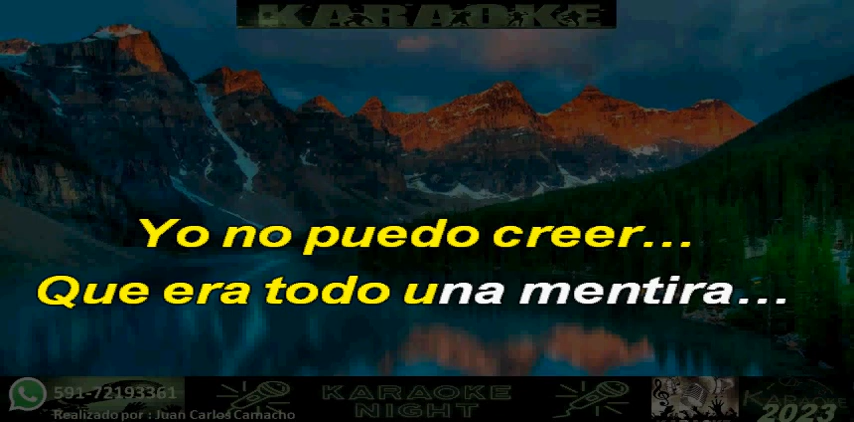 KARAOKE
Yo no puedo creer...
Que era todo una mentira...
591-72193361
Realizado por : Juan Carlos Camacho
KARAOKE
NIGHT
KARAOKE
2023